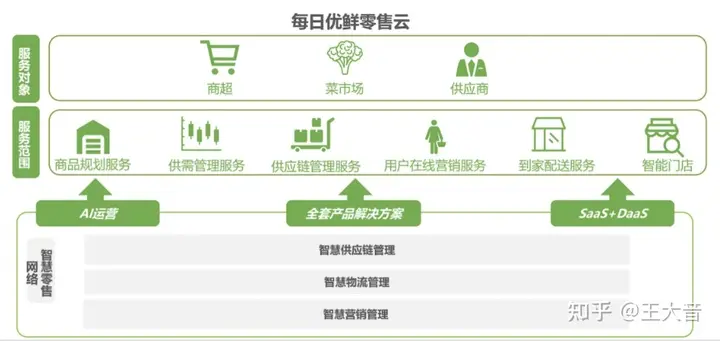 每日优鲜零售云
服务对象
商超
菜市场
供应商
服务范围
商品规划服务
供需管理服务
供应链管理服务
用户在线营销服务
到家配送服务
智能门店
AI运营
全套产品解决方案
SaaS+DaaS
智慧零售
网络
智慧供应链管理
智慧物流管理
智慧营销管理
知乎 @王大音